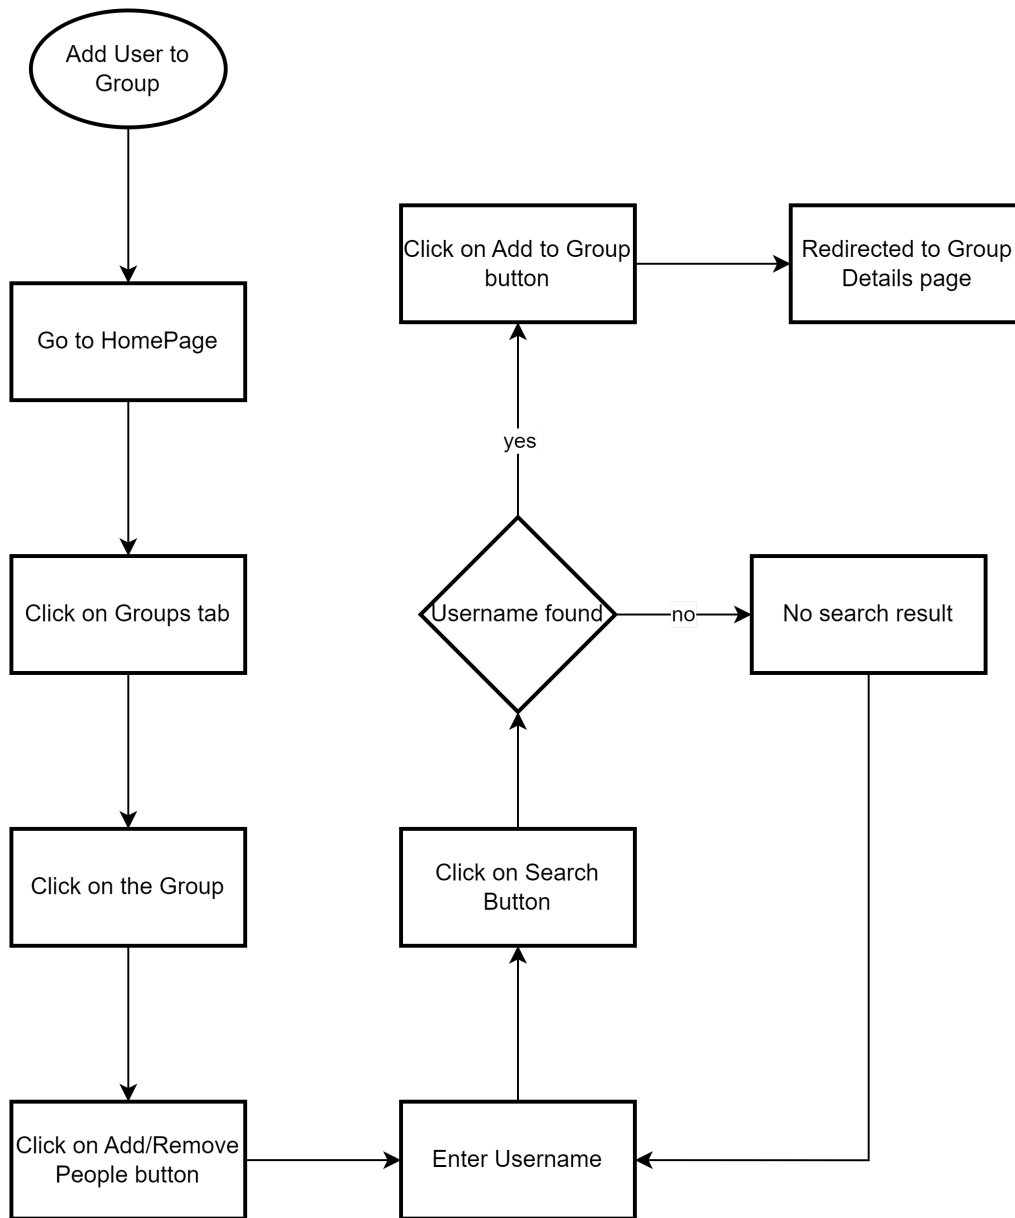 Add User to
Group
Go to HomePage
Click on Groups tab
Click on the Group
Click on Add/Remove
People button
Enter Username
Click on Search
Button
Username found
yes
no
No search result
Click on Add to Group
button
Redirected to Group
Details page